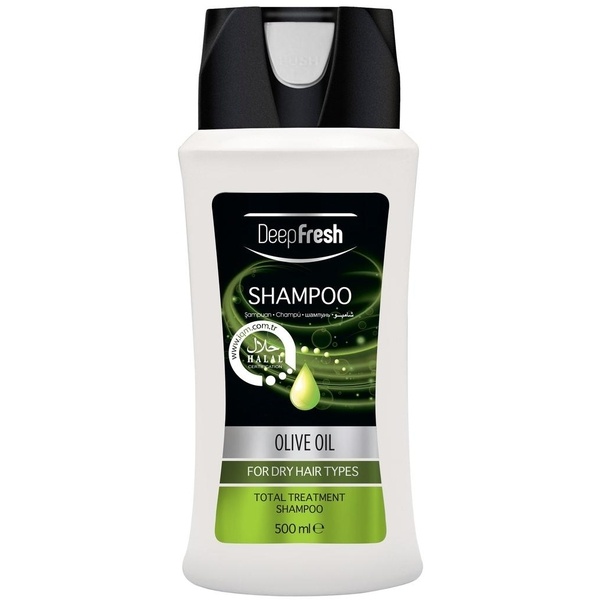 DeepFresh
SHAMPOO
Şampuan • Champú • шампунь • شامبو
www.iqm.com.tr
حلال
HALAL
CERTIFICATION
OLIVE OIL
FOR DRY HAIR TYPES
TOTAL TREATMENT
SHAMPOO
500 ml ℮